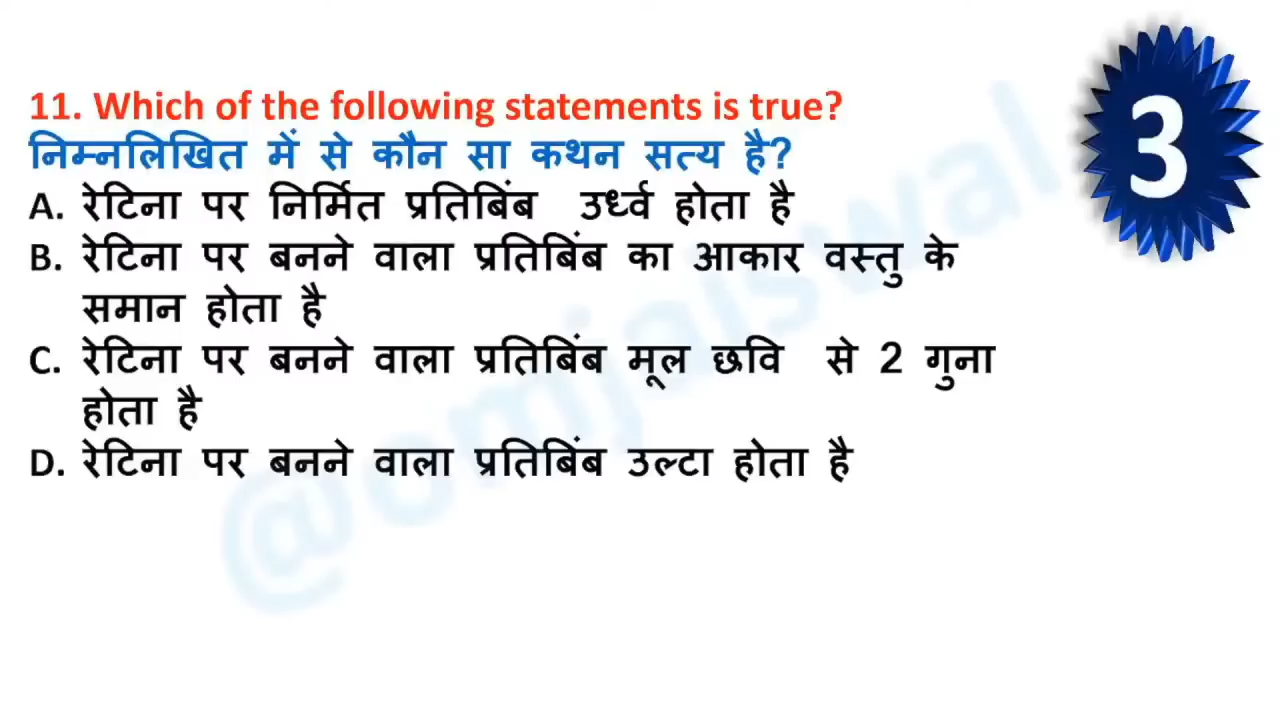 11. Which of the following statements is true?
निम्नलिखित में से कौन सा कथन सत्य है?
A. रेटिना पर निर्मित प्रतिबिंब उर्ध्व होता है
B. रेटिना पर बनने वाला प्रतिबिंब का आकार वस्तु के
समान होता है
C. रेटिना पर बनने वाला प्रतिबिंब मूल छवि से 2 गुना
होता है
D. रेटिना पर बनने वाला प्रतिबिंब उल्टा होता है
3
@omjaiswal